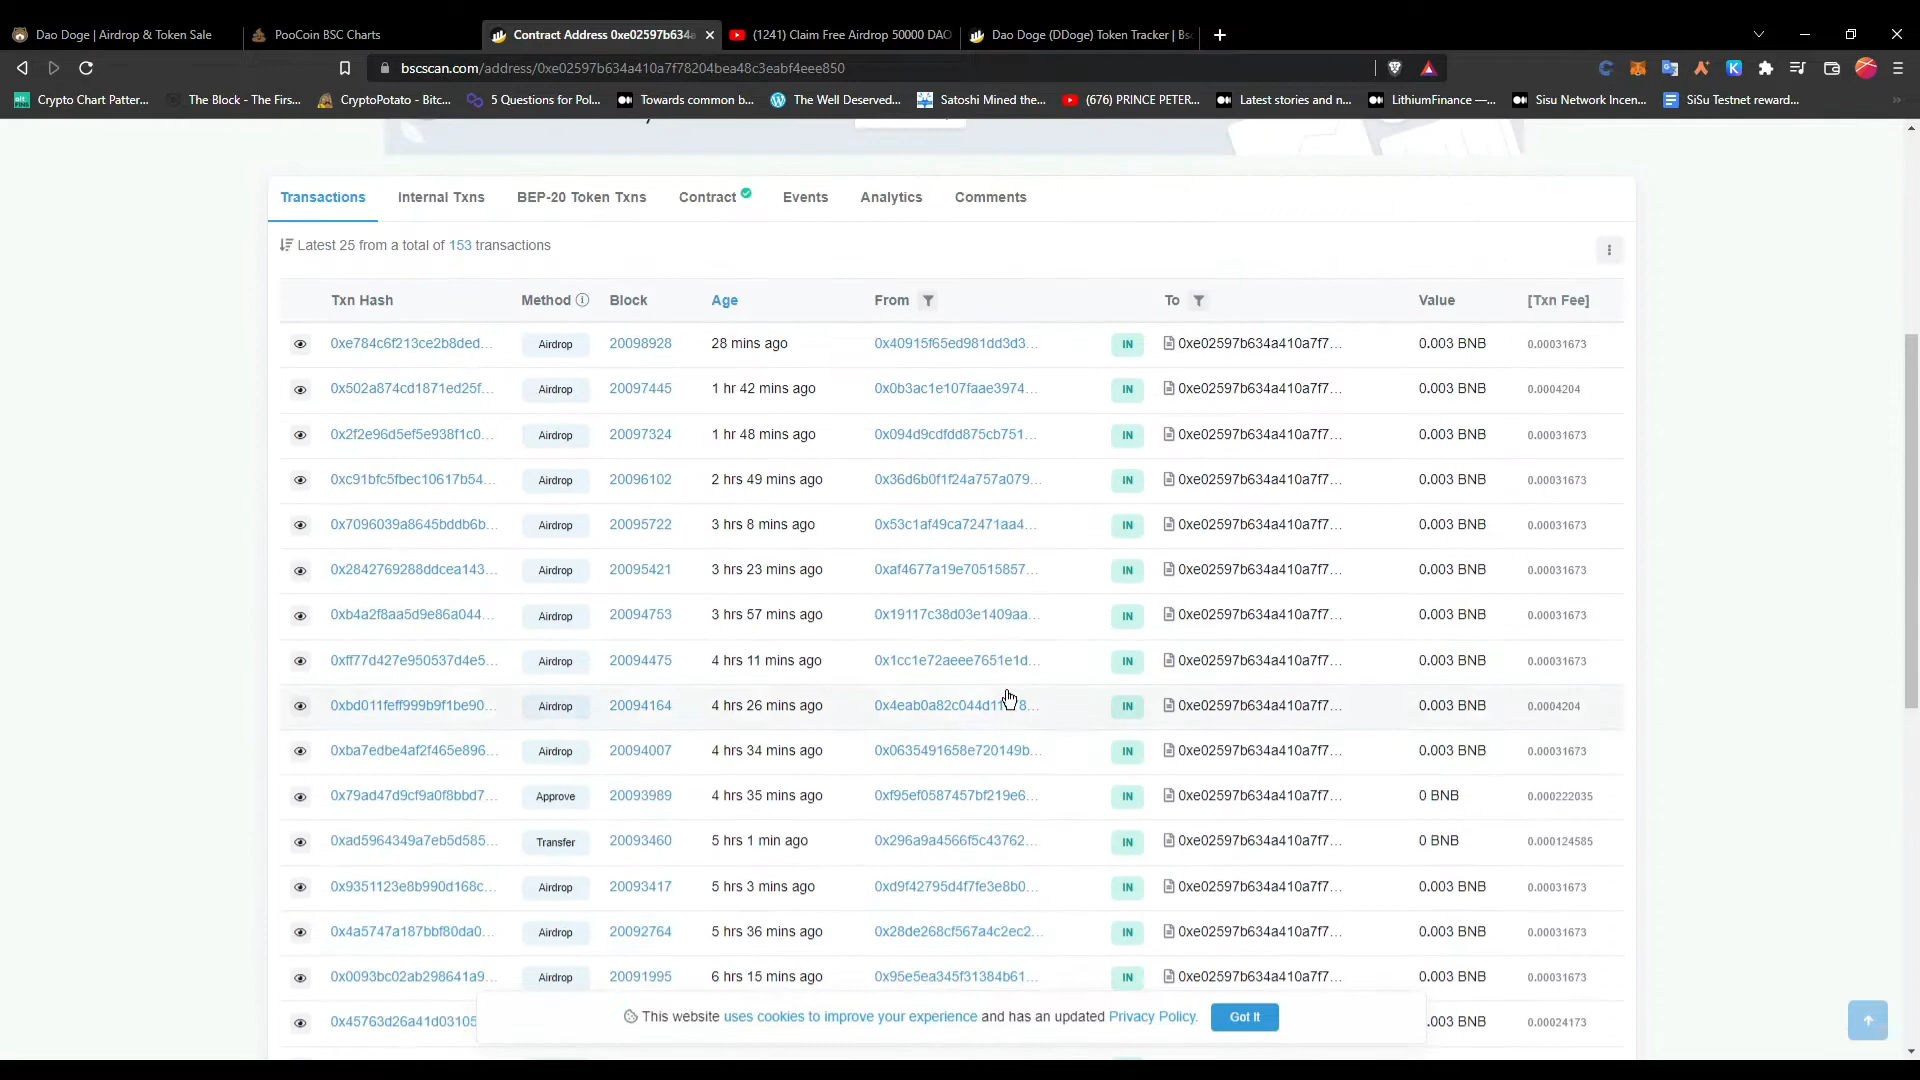 Dao Doge | Airdrop & Token Sale
PooCoin BSC Charts
Contract Address 0xe02597b634a
(1241) Claim Free Airdrop 50000 DAO
Dao Doge (DDoge) Token Tracker | Bsc
bscscan.com/address/0xe02597b634a410a7f78204bea48c3eabf4eee850
Crypto Chart Patter...
The Block - The Firs...
CryptoPotato - Bitc...
5 Questions for Pol...
Towards common b...
The Well Deserved...
Satoshi Mined the...
(676) PRINCE PETER...
Latest stories and n...
LithiumFinance —...
Sisu Network Incen...
SiSu Testnet reward...
Transactions Internal Txns BEP-20 Token Txns Contract Events Analytics Comments
Latest 25 from a total of 153 transactions
Txn Hash Method Block Age From To Value [Txn Fee]
0xe784c6f213ce2b8ded... Airdrop 20098928 28 mins ago 0x40915f65ed981dd3d3... IN 0xe02597b634a410a7f7... 0.003 BNB 0.00031673
0x502a874cd1871ed25f... Airdrop 20097445 1 hr 42 mins ago 0x0b3ac1e107faae3974... IN 0xe02597b634a410a7f7... 0.003 BNB 0.0004204
0x2f2e96d5ef5e938f1c0... Airdrop 20097324 1 hr 48 mins ago 0x094d9cdfdd875cb751... IN 0xe02597b634a410a7f7... 0.003 BNB 0.00031673
0xc91bfc5fbec10617b54... Airdrop 20096102 2 hrs 49 mins ago 0x36d6b0f1f24a757a079... IN 0xe02597b634a410a7f7... 0.003 BNB 0.00031673
0x7096039a8645bddb6b... Airdrop 20095722 3 hrs 8 mins ago 0x53c1af49ca72471aa4... IN 0xe02597b634a410a7f7... 0.003 BNB 0.00031673
0x2842769288ddcea143... Airdrop 20095421 3 hrs 23 mins ago 0xaf4677a19e70515857... IN 0xe02597b634a410a7f7... 0.003 BNB 0.00031673
0xb4a2f8aa5d9e86a044... Airdrop 20094753 3 hrs 57 mins ago 0x19117c38d03e1409aa... IN 0xe02597b634a410a7f7... 0.003 BNB 0.00031673
0xff77d427e950537d4e5... Airdrop 20094475 4 hrs 11 mins ago 0x1cc1e72aeee7651e1d... IN 0xe02597b634a410a7f7... 0.003 BNB 0.00031673
0xbd011feff999b9f1be90... Airdrop 20094164 4 hrs 26 mins ago IN 0xe02597b634a410a7f7... 0.003 BNB 0.0004204
0xba7edbe4af2f465e896... Airdrop 20094007 4 hrs 34 mins ago 0x0635491658e720149b... IN 0xe02597b634a410a7f7... 0.003 BNB 0.00031673
0x79ad47d9cf9a0f8bbd7... Approve 20093989 4 hrs 35 mins ago 0xf95ef0587457bf219e6... IN 0xe02597b634a410a7f7... 0 BNB 0.000222035
0xad5964349a7eb5d585... Transfer 20093460 5 hrs 1 min ago 0x296a9a4566f5c43762... IN 0xe02597b634a410a7f7... 0 BNB 0.000124585
0x9351123e8b990d168c... Airdrop 20093417 5 hrs 3 mins ago 0xd9f42795d4f7fe3e8b0... IN 0xe02597b634a410a7f7... 0.003 BNB 0.00031673
0x4a5747a187bbf80da0... Airdrop 20092764 5 hrs 36 mins ago 0x28de268cf567a4c2ec2... IN 0xe02597b634a410a7f7... 0.003 BNB 0.00031673
0x0093bc02ab298641a9... Airdrop 20091995 6 hrs 15 mins ago 0x95e5ea345f31384b61... IN 0xe02597b634a410a7f7... 0.003 BNB 0.00031673
0x45763d26a41d03105 .003 BNB 0.00024173
This website uses cookies to improve your experience and has an updated Privacy Policy. Got It